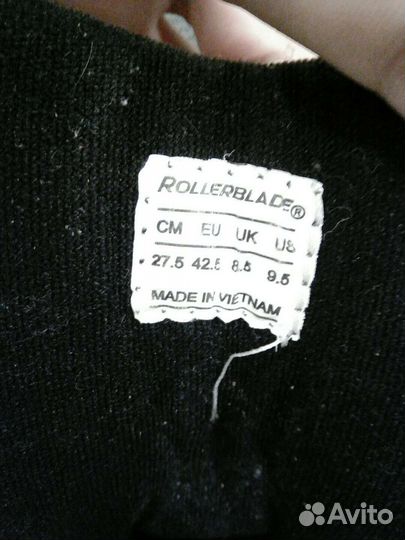 ROLLERBLADE®
CM EU UK US
27.5 42.5 8.5 9.5
MADE IN VIETNAM
Avito